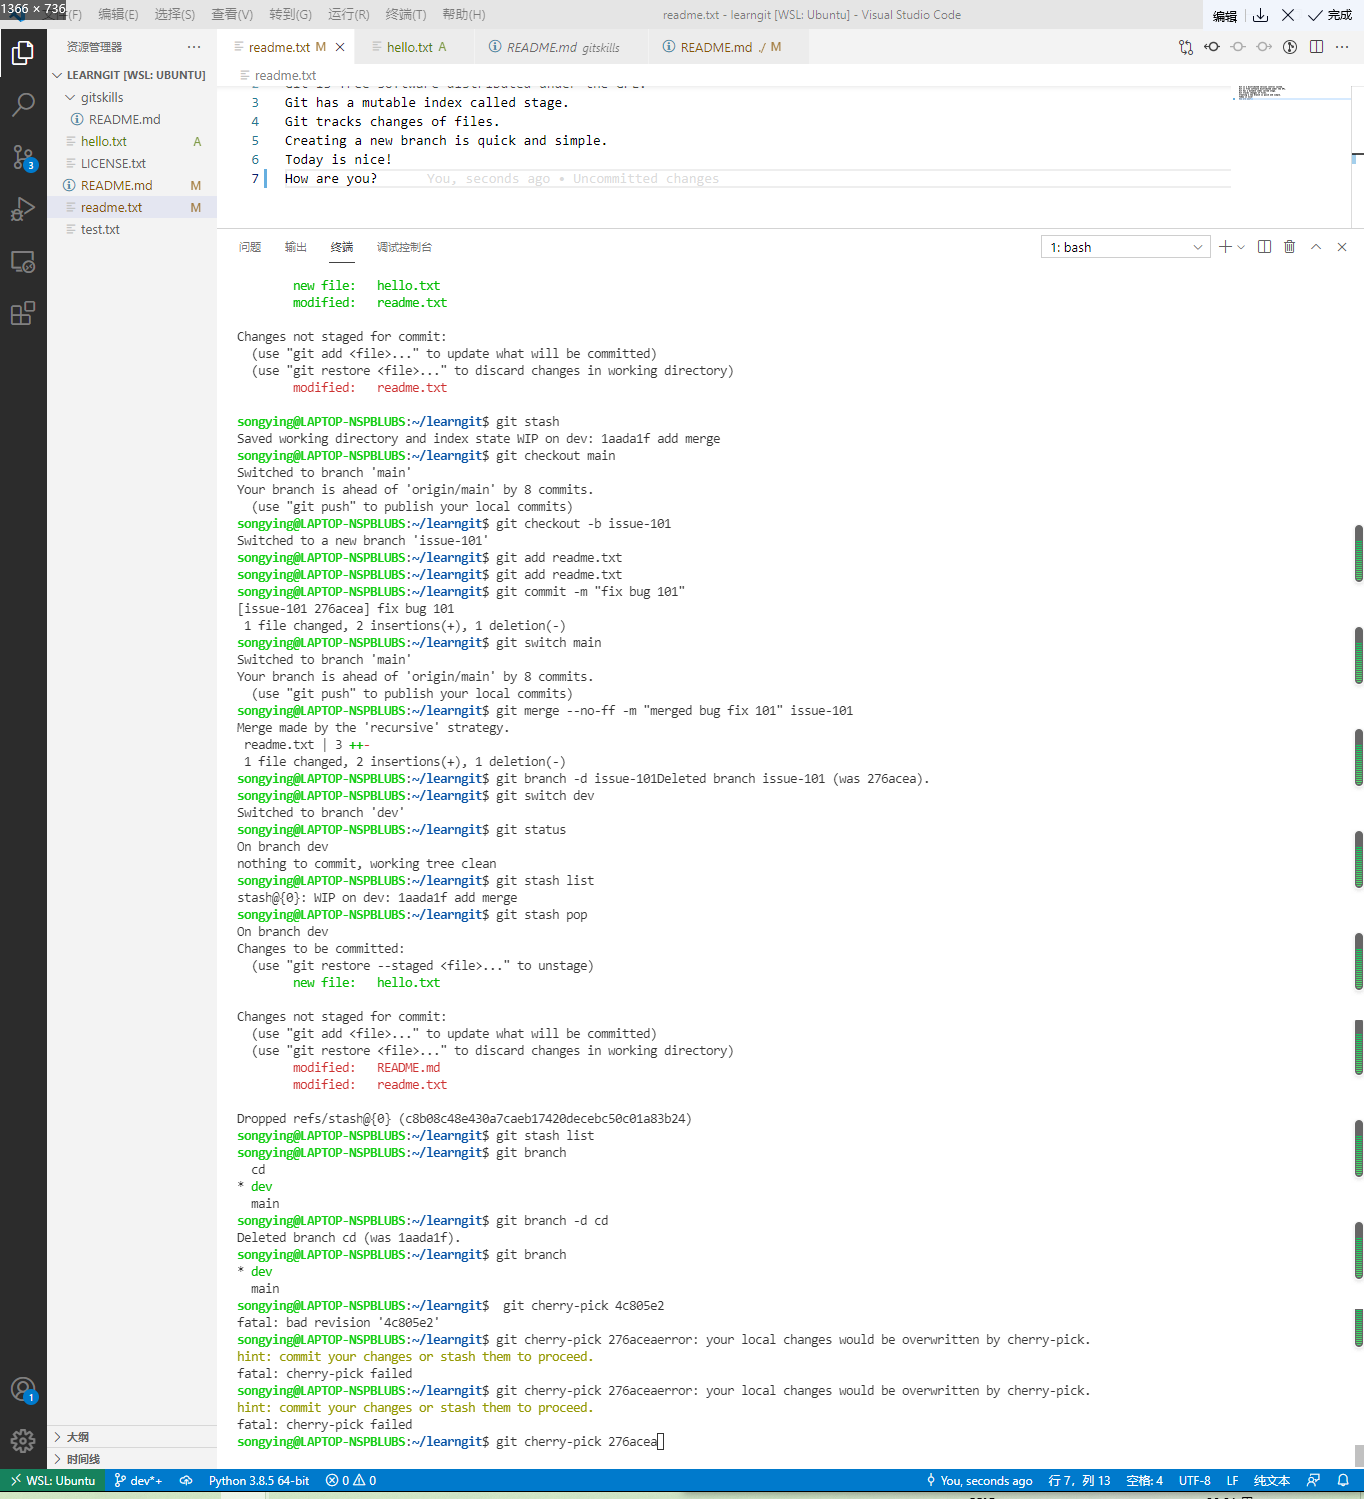 1366 × 736
(F) 编辑(E) 选择(S) 查看(V) 转到(G) 运行(R) 终端(T) 帮助(H) readme.txt - learngit [WSL: Ubuntu] - Visual Studio Code 编辑 完成
资源管理器 ··· readme.txt M hello.txt A README.md gitskills README.md ./ M ···
LEARNGIT [WSL: UBUNTU] readme.txt
gitskills
README.md
hello.txt A
LICENSE.txt
README.md M
readme.txt M
test.txt
3
1
2 Git is free software distributed under the GPL.
3 Git has a mutable index called stage.
4 Git tracks changes of files.
5 Creating a new branch is quick and simple.
6 Today is nice!
7 How are you? You, seconds ago • Uncommitted changes
问题 输出 终端 调试控制台 1: bash
new file: hello.txt
modified: readme.txt
Changes not staged for commit:
(use "git add <file>..." to update what will be committed)
(use "git restore <file>..." to discard changes in working directory)
modified: readme.txt
songying@LAPTOP-NSPBLUBS:~/learngit$ git stash
Saved working directory and index state WIP on dev: 1aada1f add merge
songying@LAPTOP-NSPBLUBS:~/learngit$ git checkout main
Switched to branch 'main'
Your branch is ahead of 'origin/main' by 8 commits.
(use "git push" to publish your local commits)
songying@LAPTOP-NSPBLUBS:~/learngit$ git checkout -b issue-101
Switched to a new branch 'issue-101'
songying@LAPTOP-NSPBLUBS:~/learngit$ git add readme.txt
songying@LAPTOP-NSPBLUBS:~/learngit$ git add readme.txt
songying@LAPTOP-NSPBLUBS:~/learngit$ git commit -m "fix bug 101"
[issue-101 276acea] fix bug 101
1 file changed, 2 insertions(+), 1 deletion(-)
songying@LAPTOP-NSPBLUBS:~/learngit$ git switch main
Switched to branch 'main'
Your branch is ahead of 'origin/main' by 8 commits.
(use "git push" to publish your local commits)
songying@LAPTOP-NSPBLUBS:~/learngit$ git merge --no-ff -m "merged bug fix 101" issue-101
Merge made by the 'recursive' strategy.
readme.txt | 3 ++-
1 file changed, 2 insertions(+), 1 deletion(-)
songying@LAPTOP-NSPBLUBS:~/learngit$ git branch -d issue-101Deleted branch issue-101 (was 276acea).
songying@LAPTOP-NSPBLUBS:~/learngit$ git switch dev
Switched to branch 'dev'
songying@LAPTOP-NSPBLUBS:~/learngit$ git status
On branch dev
nothing to commit, working tree clean
songying@LAPTOP-NSPBLUBS:~/learngit$ git stash list
stash@{0}: WIP on dev: 1aada1f add merge
songying@LAPTOP-NSPBLUBS:~/learngit$ git stash pop
On branch dev
Changes to be committed:
(use "git restore --staged <file>..." to unstage)
new file: hello.txt
Changes not staged for commit:
(use "git add <file>..." to update what will be committed)
(use "git restore <file>..." to discard changes in working directory)
modified: README.md
modified: readme.txt
Dropped refs/stash@{0} (c8b08c48e430a7caeb17420decebc50c01a83b24)
songying@LAPTOP-NSPBLUBS:~/learngit$ git stash list
songying@LAPTOP-NSPBLUBS:~/learngit$ git branch
cd
* dev
main
songying@LAPTOP-NSPBLUBS:~/learngit$ git branch -d cd
Deleted branch cd (was 1aada1f).
songying@LAPTOP-NSPBLUBS:~/learngit$ git branch
* dev
main
songying@LAPTOP-NSPBLUBS:~/learngit$ git cherry-pick 4c805e2
fatal: bad revision '4c805e2'
songying@LAPTOP-NSPBLUBS:~/learngit$ git cherry-pick 276aceaerror: your local changes would be overwritten by cherry-pick.
hint: commit your changes or stash them to proceed.
fatal: cherry-pick failed
songying@LAPTOP-NSPBLUBS:~/learngit$ git cherry-pick 276aceaerror: your local changes would be overwritten by cherry-pick.
hint: commit your changes or stash them to proceed.
fatal: cherry-pick failed
songying@LAPTOP-NSPBLUBS:~/learngit$ git cherry-pick 276acea
大纲
时间线
WSL: Ubuntu dev*+ Python 3.8.5 64-bit 0 0 You, seconds ago 行 7，列 13 空格: 4 UTF-8 LF 纯文本